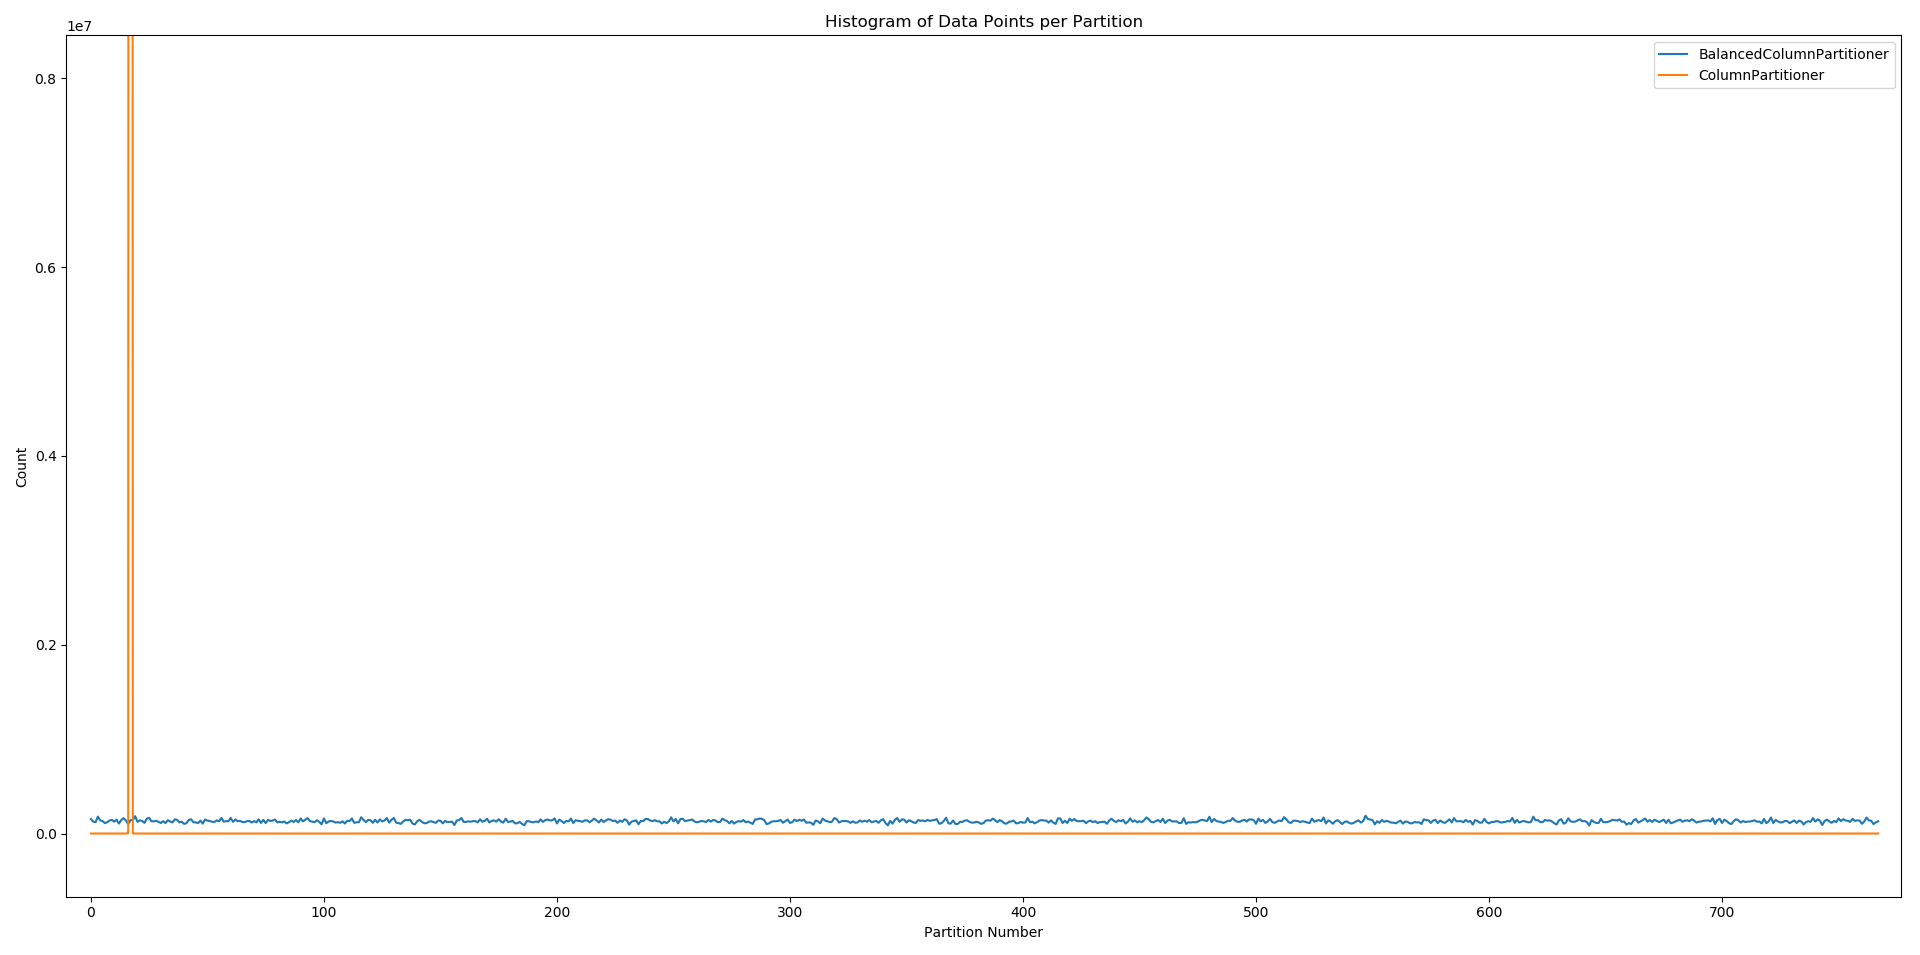 Histogram of Data Points per Partition
1e7
BalancedColumnPartitioner
ColumnPartitioner
0.8
0.6
0.4
0.2
0.0
Count
0 100 200 300 400 500 600 700
Partition Number